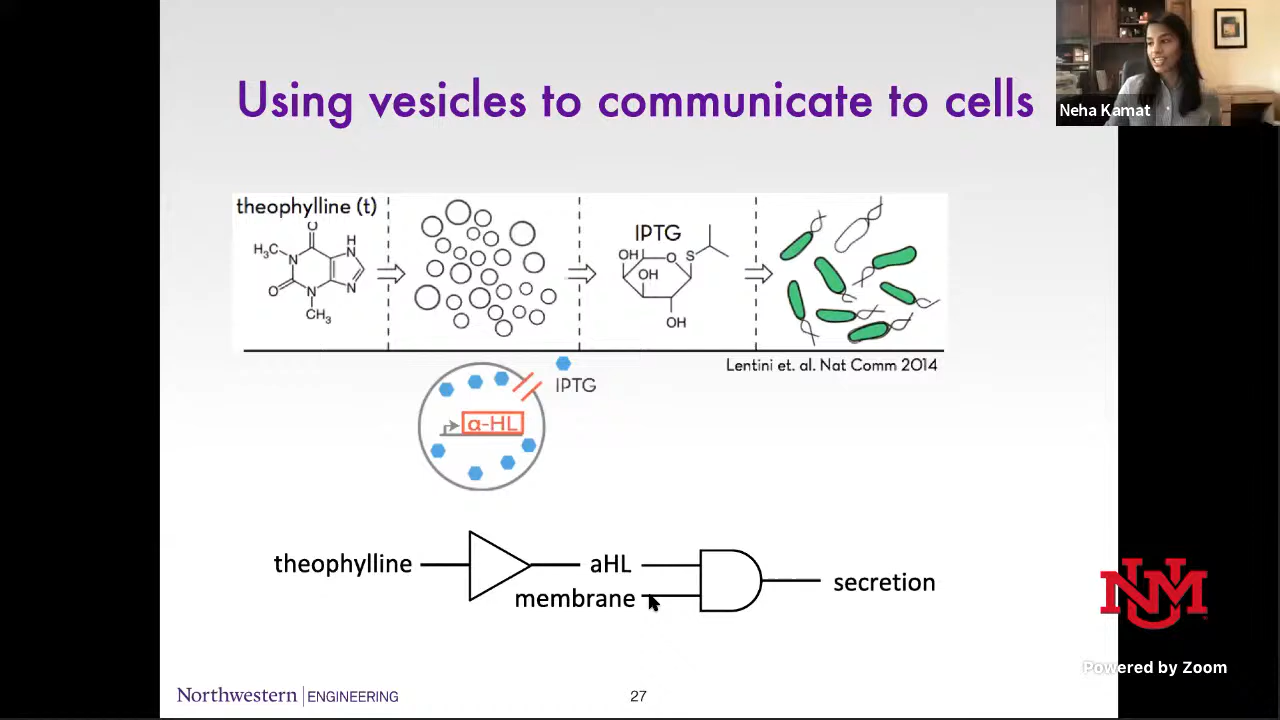 Using vesicles to communicate to cells
Neha Kamat
theophylline (t)
O
H
H₃C
N
N
O
N
N
CH₃
IPTG
OH
O
S
OH
OH
Lentini et. al. Nat Comm 2014
IPTG
α-HL
theophylline
aHL
membrane
secretion
UNM
Powered by Zoom
Northwestern | ENGINEERING
27